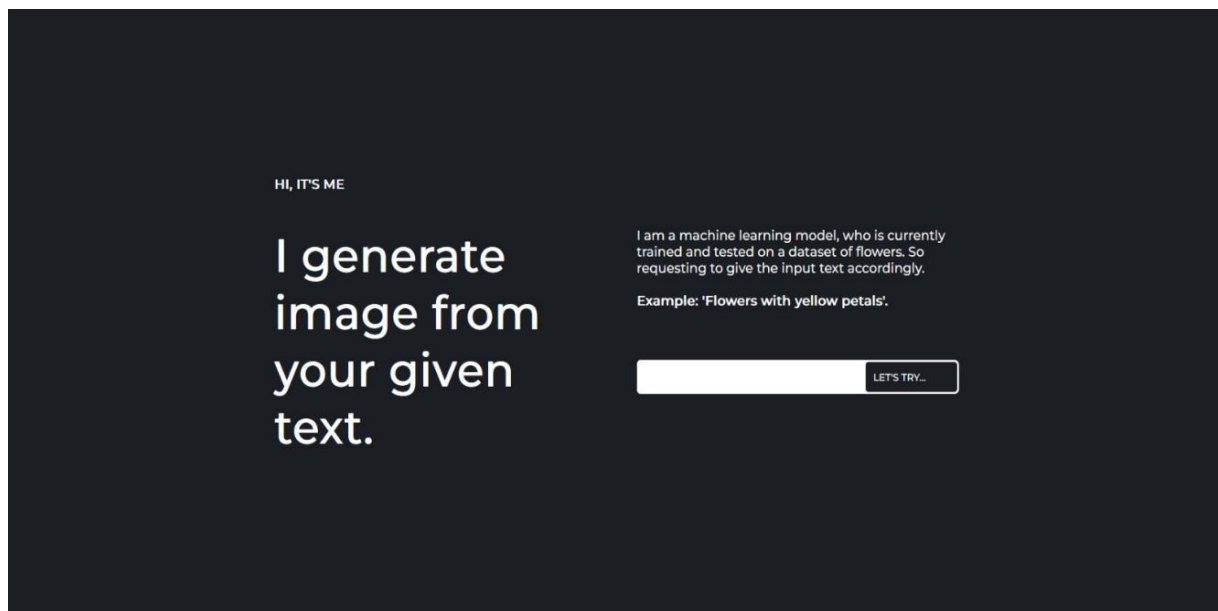 HI, IT'S ME
I generate
image from
your given
text.
I am a machine learning model, who is currently
trained and tested on a dataset of flowers. So
requesting to give the input text accordingly.
Example: 'Flowers with yellow petals'.
LET'S TRY...